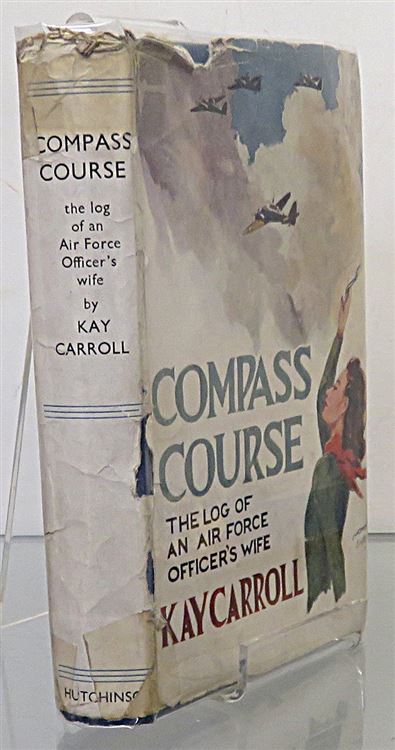 COMPASS
COURSE
the log
of an
Air Force
Officer's
wife
by
KAY
CARROLL
HUTCHINSO
COMPASS
COURSE
THE LOG OF
AN AIR FORCE
OFFICER'S WIFE
KAY CARROLL